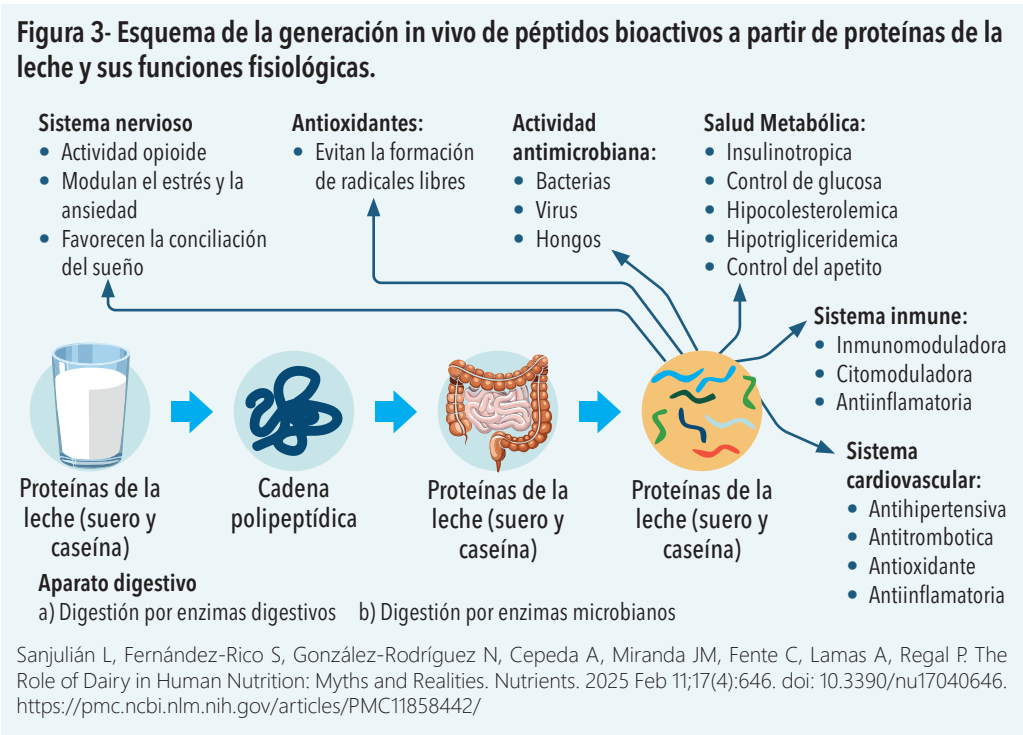 Figura 3- Esquema de la generación in vivo de péptidos bioactivos a partir de proteínas de la
leche y sus funciones fisiológicas.
Sistema nervioso
• Actividad opioide
• Modulan el estrés y la
ansiedad
• Favorecen la conciliación
del sueño
Antioxidantes:
• Evitan la formación
de radicales libres
Actividad
antimicrobiana:
• Bacterias
• Virus
• Hongos
Salud Metabólica:
• Insulinotropica
• Control de glucosa
• Hipocolesterolemica
• Hipotrigliceridemica
• Control del apetito
Sistema inmune:
• Inmunomoduladora
• Citomoduladora
• Antiinflamatoria
Sistema
cardiovascular:
• Antihipertensiva
• Antitrombotica
• Antioxidante
• Antiinflamatoria
Proteínas de la
leche (suero y
caseína)
Cadena
polipeptídica
Proteínas de la
leche (suero y
caseína)
Proteínas de la
leche (suero y
caseína)
Aparato digestivo
a) Digestión por enzimas digestivos b) Digestión por enzimas microbianos
Sanjulián L, Fernández-Rico S, González-Rodríguez N, Cepeda A, Miranda JM, Fente C, Lamas A, Regal P. The
Role of Dairy in Human Nutrition: Myths and Realities. Nutrients. 2025 Feb 11;17(4):646. doi: 10.3390/nu17040646.
https://pmc.ncbi.nlm.nih.gov/articles/PMC11858442/